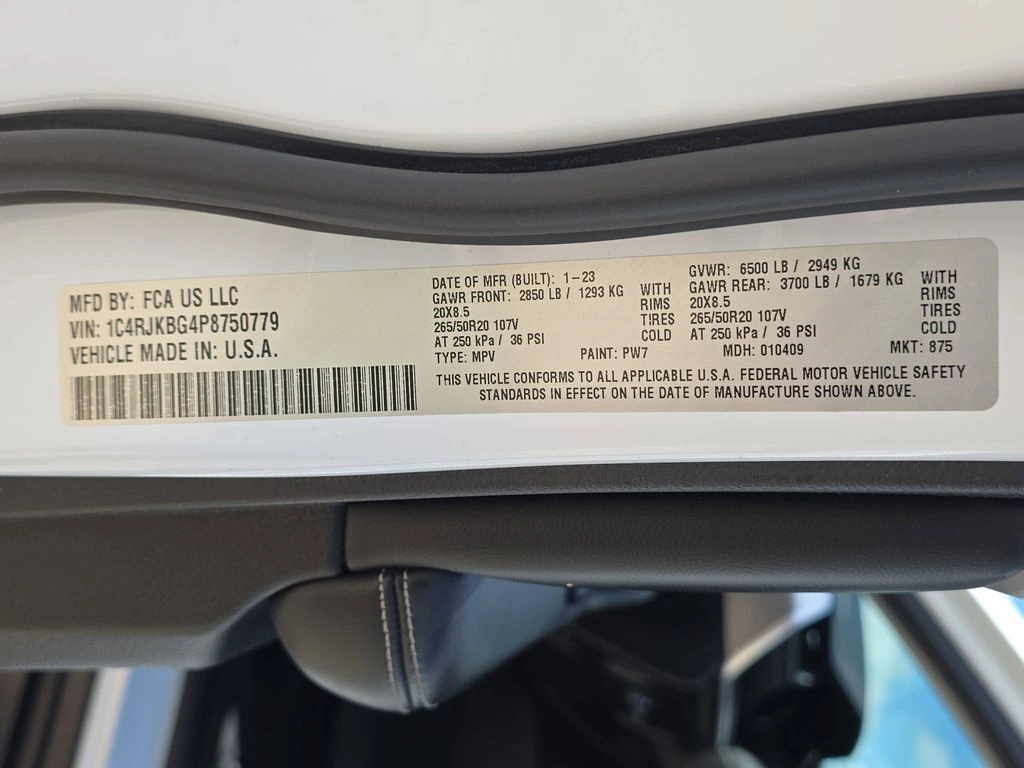 MFD BY: FCA US LLC
VIN: 1C4RJKBG4P8750779
VEHICLE MADE IN: U.S.A.
DATE OF MFR (BUILT): 1-23
GAWR FRONT: 2850 LB / 1293 KG WITH
20X8.5 RIMS
265/50R20 107V TIRES
AT 250 kPa / 36 PSI COLD
GVWR: 6500 LB / 2949 KG
GAWR REAR: 3700 LB / 1679 KG WITH
20X8.5 RIMS
265/50R20 107V TIRES
AT 250 kPa / 36 PSI COLD
TYPE: MPV PAINT: PW7 MDH: 010409 MKT: 875
THIS VEHICLE CONFORMS TO ALL APPLICABLE U.S.A. FEDERAL MOTOR VEHICLE SAFETY
STANDARDS IN EFFECT ON THE DATE OF MANUFACTURE SHOWN ABOVE.